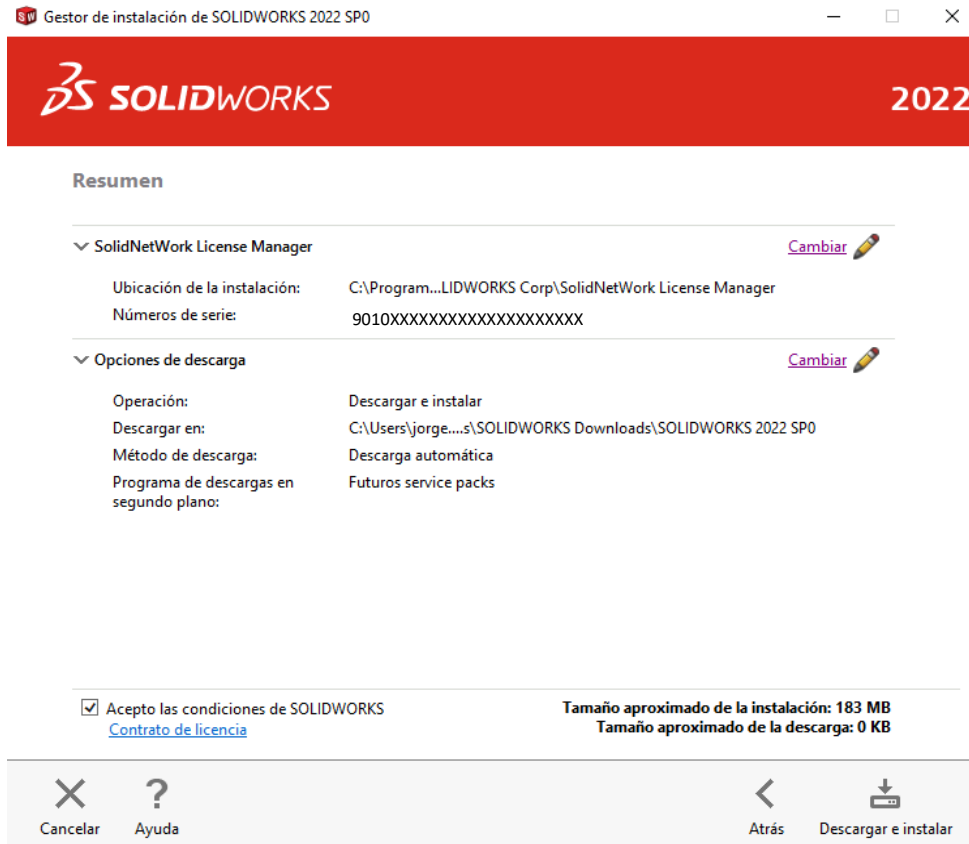 Gestor de instalación de SOLIDWORKS 2022 SP0
SOLIDWORKS 2022
Resumen
SolidNetWork License Manager Cambiar
Ubicación de la instalación: C:\Program...LIDWORKS Corp\SolidNetWork License Manager
Números de serie: 9010XXXXXXXXXXXXXXXXXXXX
Opciones de descarga Cambiar
Operación: Descargar e instalar
Descargar en: C:\Users\jorge....s\SOLIDWORKS Downloads\SOLIDWORKS 2022 SP0
Método de descarga: Descarga automática
Programa de descargas en Futuros service packs
segundo plano:
Acepto las condiciones de SOLIDWORKS Tamaño aproximado de la instalación: 183 MB
Contrato de licencia Tamaño aproximado de la descarga: 0 KB
Cancelar Ayuda Atrás Descargar e instalar